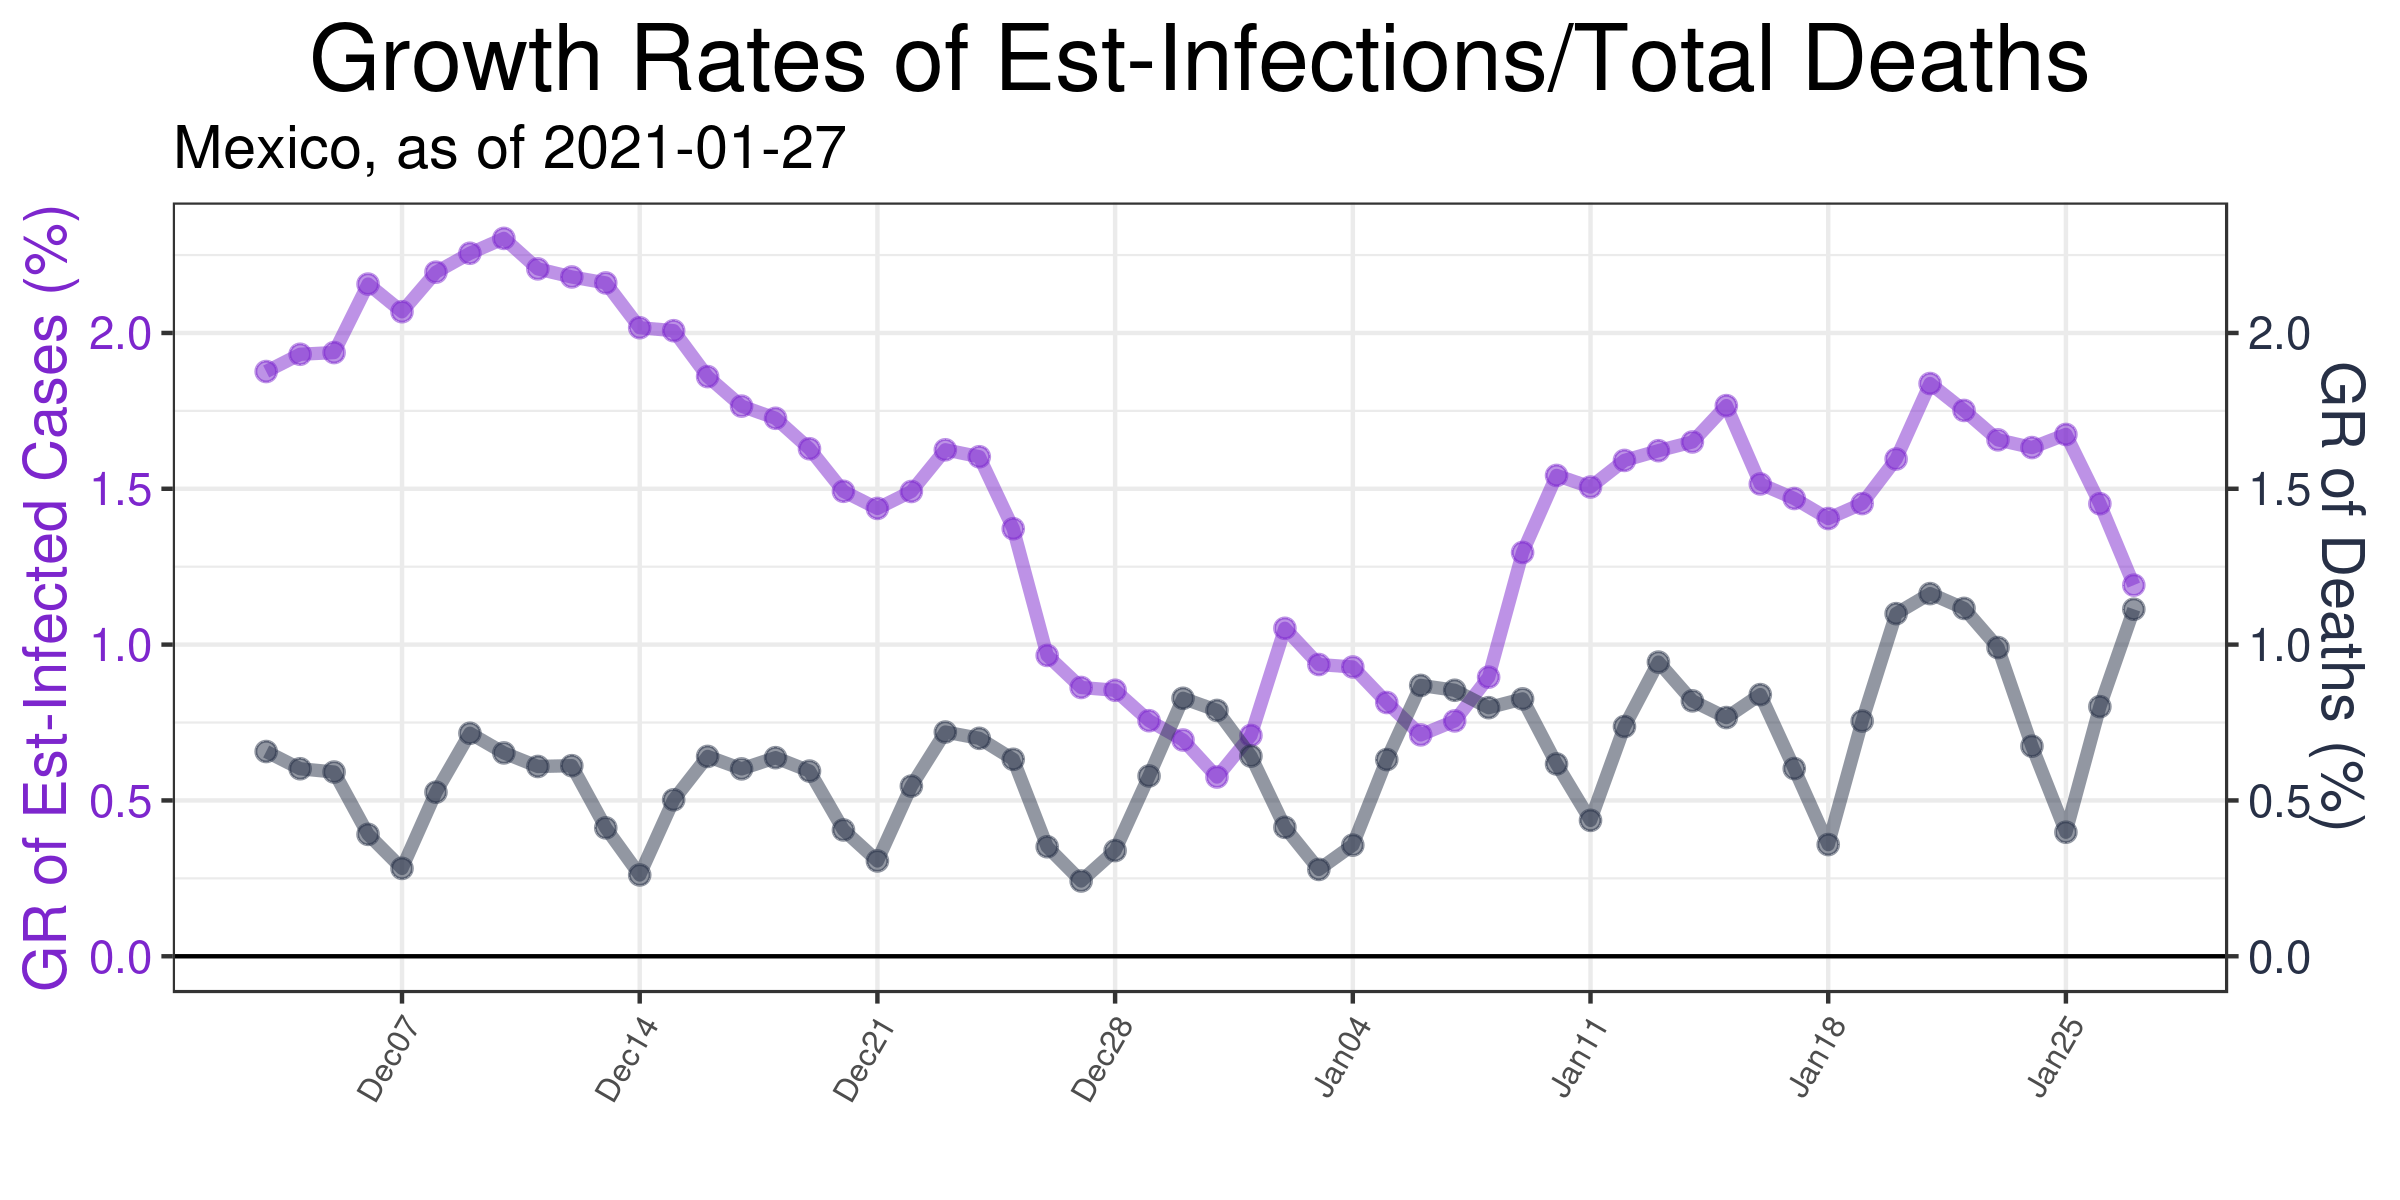 Growth Rates of Est-Infections/Total Deaths
Mexico, as of 2021-01-27
GR of Est-Infected Cases (%)
2.0
1.5
1.0
0.5
0.0
2.0
1.5
1.0
0.5
0.0
GR of Deaths (%)
Dec07
Dec14
Dec21
Dec28
Jan04
Jan11
Jan18
Jan25